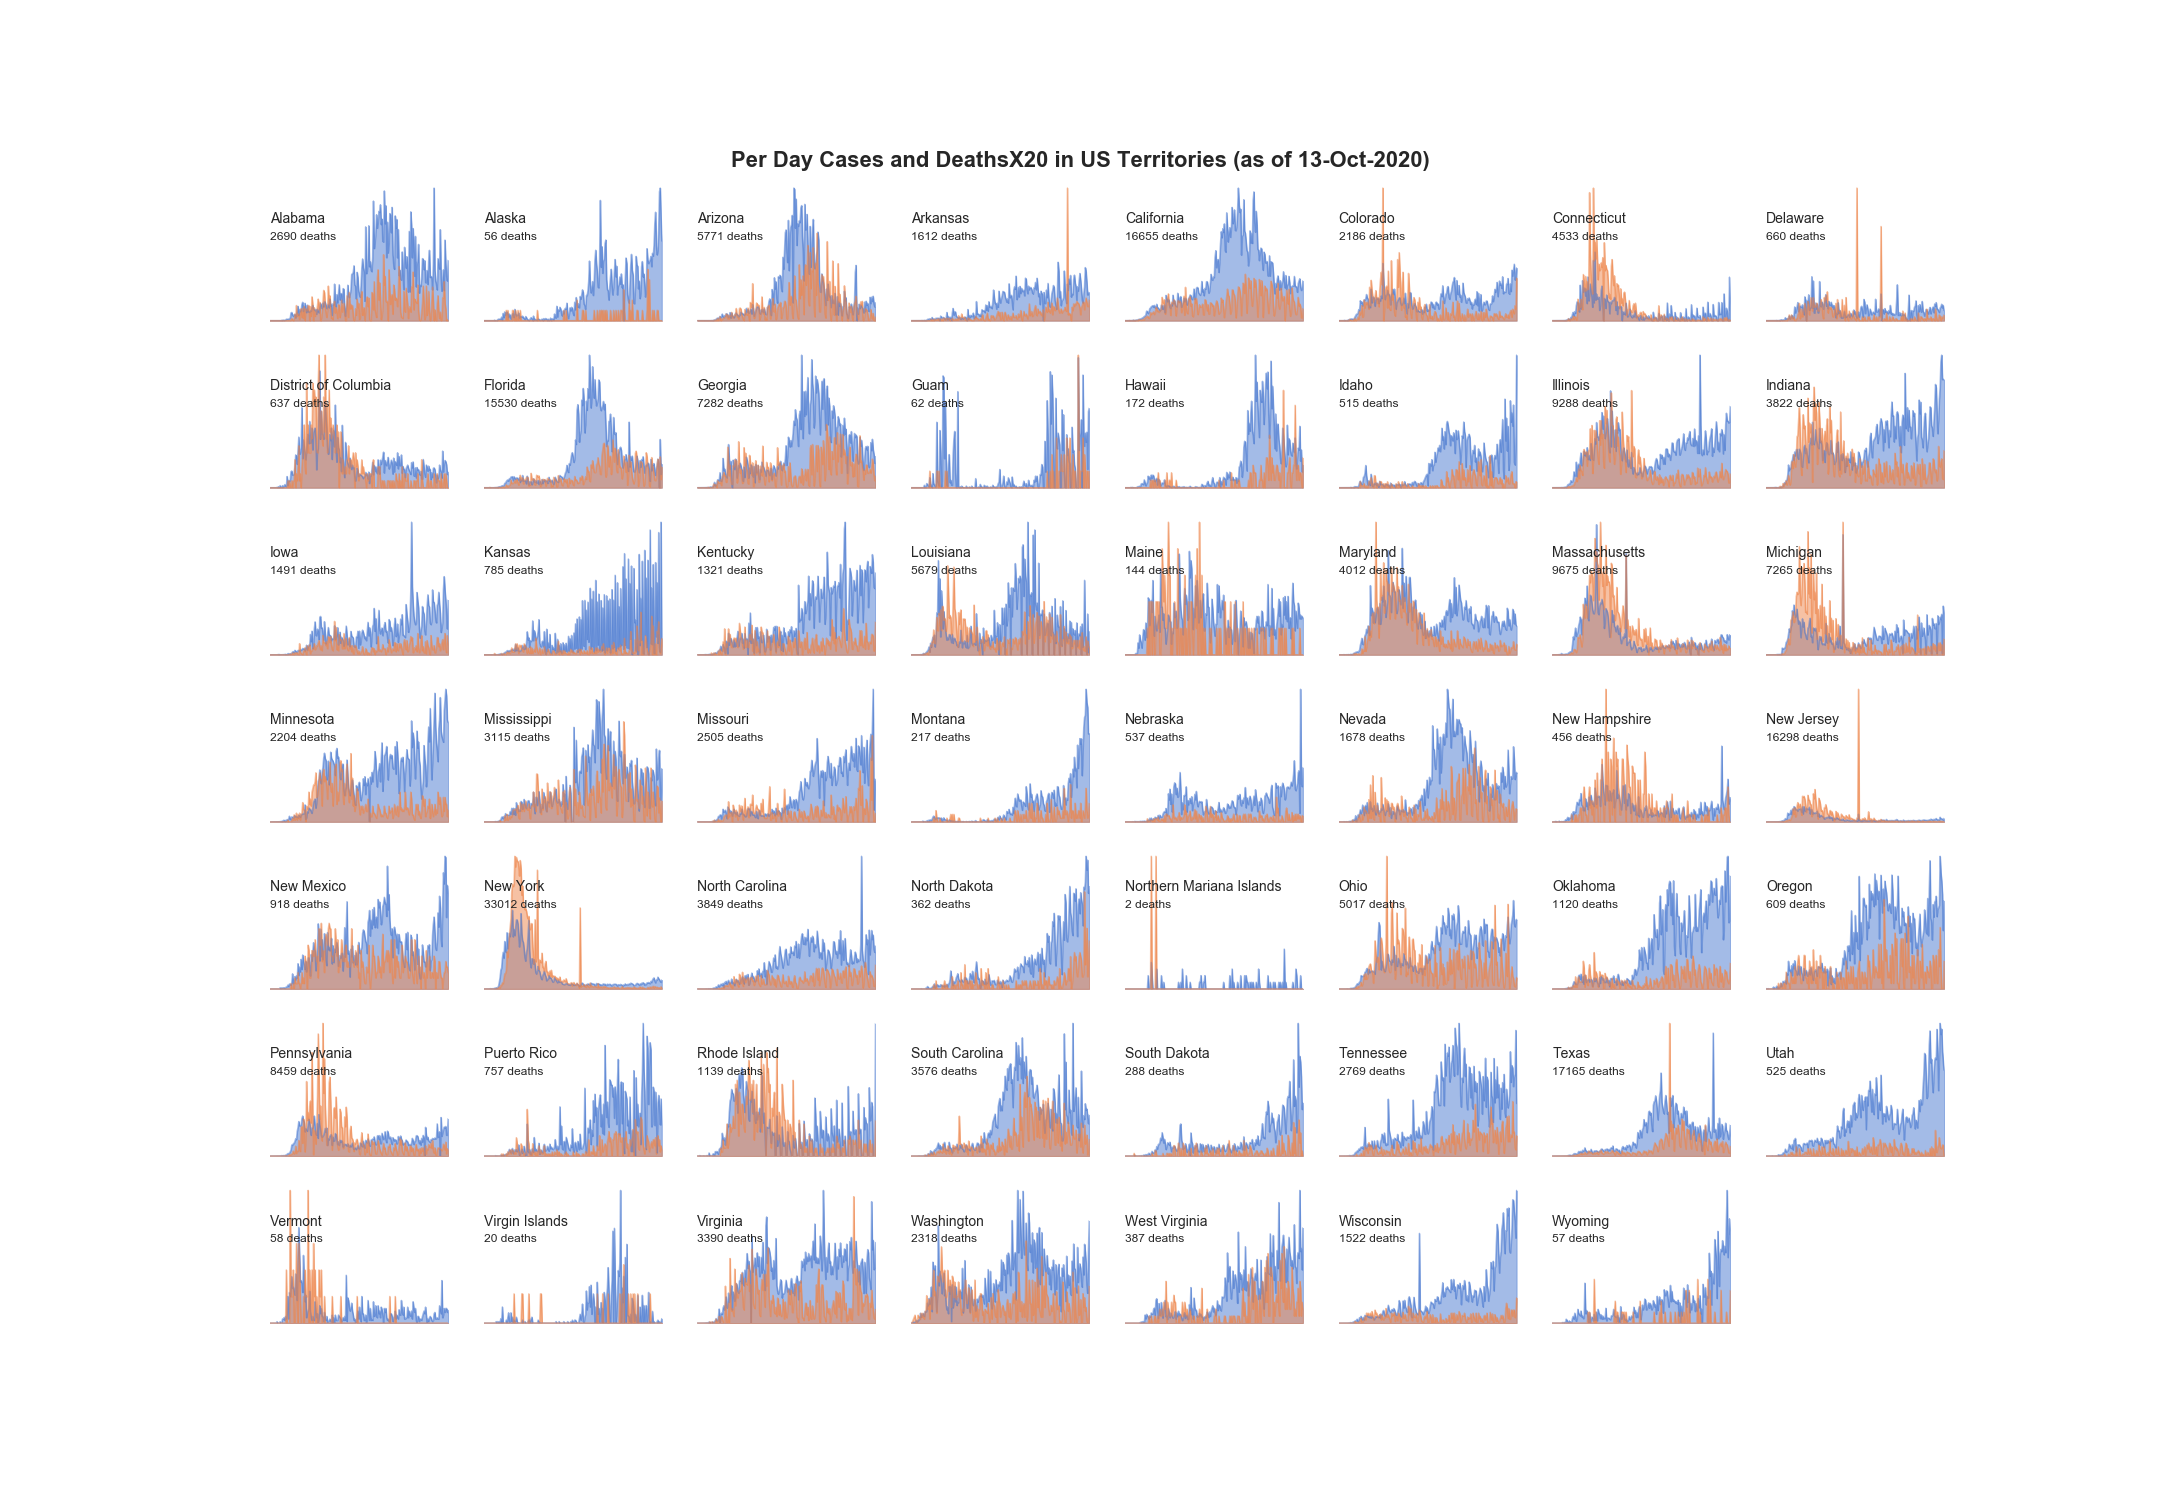 Per Day Cases and DeathsX20 in US Territories (as of 13-Oct-2020)
Alabama
2690 deaths
Alaska
56 deaths
Arizona
5771 deaths
Arkansas
1612 deaths
California
16655 deaths
Colorado
2186 deaths
Connecticut
4533 deaths
Delaware
660 deaths
District of Columbia
637 deaths
Florida
15530 deaths
Georgia
7282 deaths
Guam
62 deaths
Hawaii
172 deaths
Idaho
515 deaths
Illinois
9288 deaths
Indiana
3822 deaths
Iowa
1491 deaths
Kansas
785 deaths
Kentucky
1321 deaths
Louisiana
5679 deaths
Maine
144 deaths
Maryland
4012 deaths
Massachusetts
9675 deaths
Michigan
7265 deaths
Minnesota
2204 deaths
Mississippi
3115 deaths
Missouri
2505 deaths
Montana
217 deaths
Nebraska
537 deaths
Nevada
1678 deaths
New Hampshire
456 deaths
New Jersey
16298 deaths
New Mexico
918 deaths
New York
33012 deaths
North Carolina
3849 deaths
North Dakota
362 deaths
Northern Mariana Islands
2 deaths
Ohio
5017 deaths
Oklahoma
1120 deaths
Oregon
609 deaths
Pennsylvania
8459 deaths
Puerto Rico
757 deaths
Rhode Island
1139 deaths
South Carolina
3576 deaths
South Dakota
288 deaths
Tennessee
2769 deaths
Texas
17165 deaths
Utah
525 deaths
Vermont
58 deaths
Virgin Islands
20 deaths
Virginia
3390 deaths
Washington
2318 deaths
West Virginia
387 deaths
Wisconsin
1522 deaths
Wyoming
57 deaths